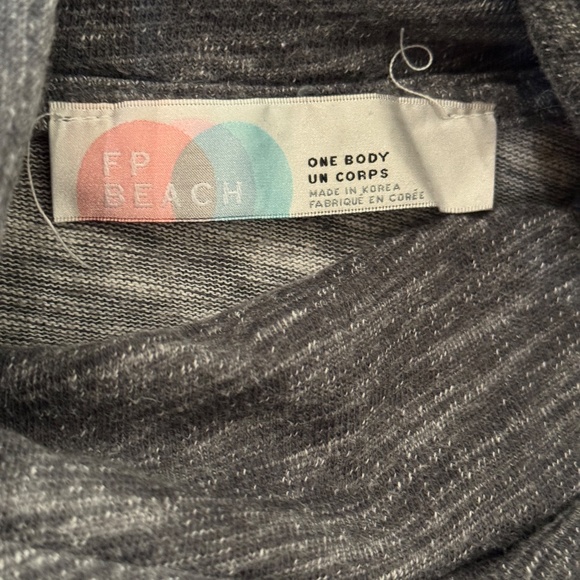 FP
BEACH
ONE BODY
UN CORPS
MADE IN KOREA
FABRIQUÉ EN CORÉE